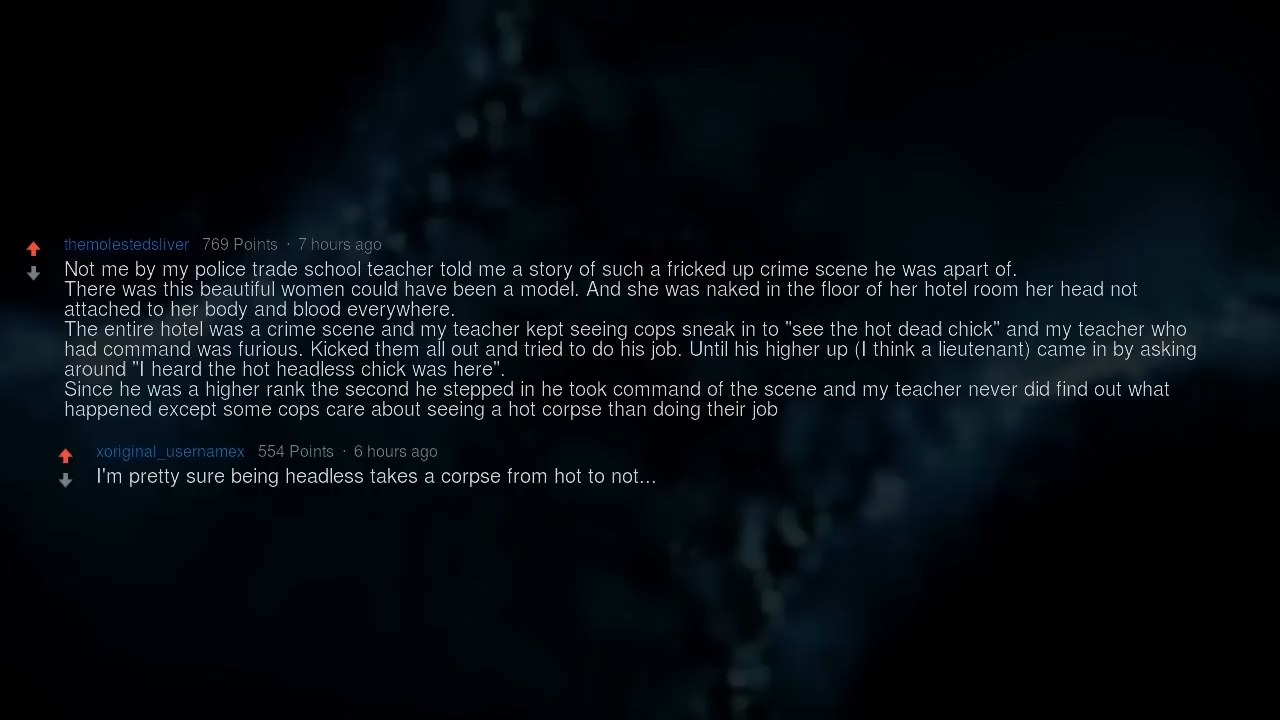 themolestedsliver 769 Points · 7 hours ago
Not me by my police trade school teacher told me a story of such a fricked up crime scene he was apart of.
There was this beautiful women could have been a model. And she was naked in the floor of her hotel room her head not
attached to her body and blood everywhere.
The entire hotel was a crime scene and my teacher kept seeing cops sneak in to "see the hot dead chick" and my teacher who
had command was furious. Kicked them all out and tried to do his job. Until his higher up (I think a lieutenant) came in by asking
around "I heard the hot headless chick was here".
Since he was a higher rank the second he stepped in he took command of the scene and my teacher never did find out what
happened except some cops care about seeing a hot corpse than doing their job
xoriginal_usernamex 554 Points · 6 hours ago
I'm pretty sure being headless takes a corpse from hot to not...